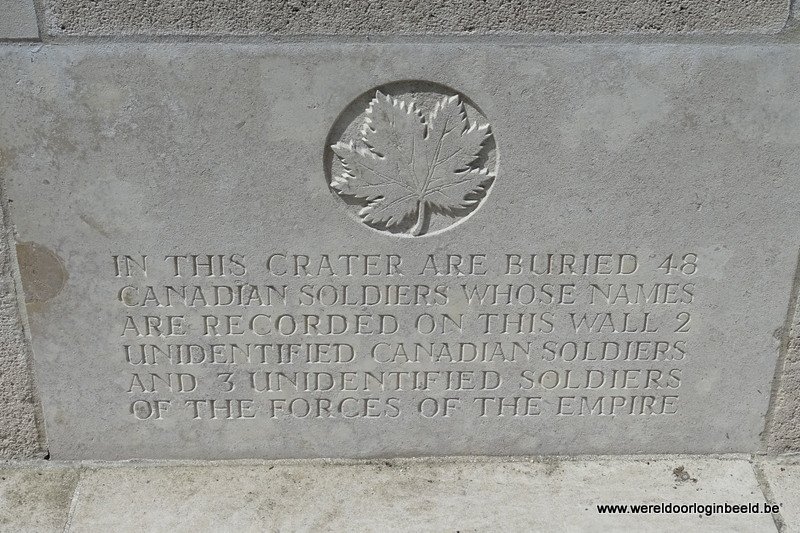 IN THIS CRATER ARE BURIED 48
CANADIAN SOLDIERS WHOSE NAMES
ARE RECORDED ON THIS WALL 2
UNIDENTIFIED CANADIAN SOLDIERS
AND 3 UNIDENTIFIED SOLDIERS
OF THE FORCES OF THE EMPIRE
www.wereldoorloginbeeld.be